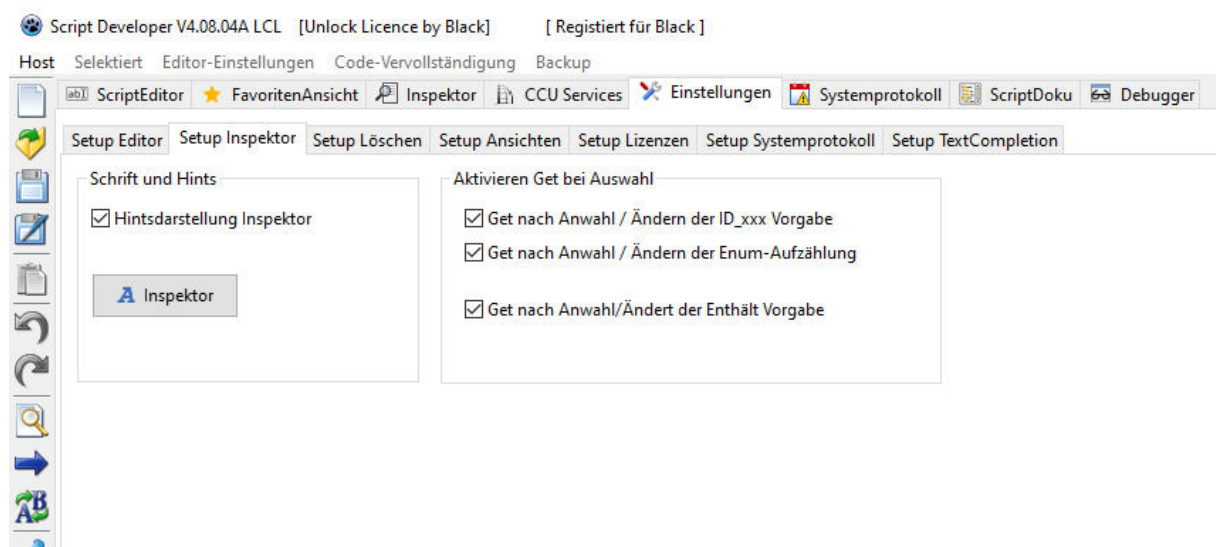 Script Developer V4.08.04A LCL [Unlock Licence by Black] [ Registiert für Black ]
Host Selektiert Editor-Einstellungen Code-Vervollständigung Backup
ab ScriptEditor FavoritenAnsicht Inspektor CCU Services Einstellungen Systemprotokoll ScriptDoku Debugger
Setup Editor Setup Inspektor Setup Löschen Setup Ansichten Setup Lizenzen Setup Systemprotokoll Setup TextCompletion
Schrift und Hints
Hintsdarstellung Inspektor
A Inspektor
Aktivieren Get bei Auswahl
Get nach Anwahl / Ändern der ID_xxx Vorgabe
Get nach Anwahl / Ändern der Enum-Aufzählung
Get nach Anwahl/Ändert der Enthält Vorgabe
AB